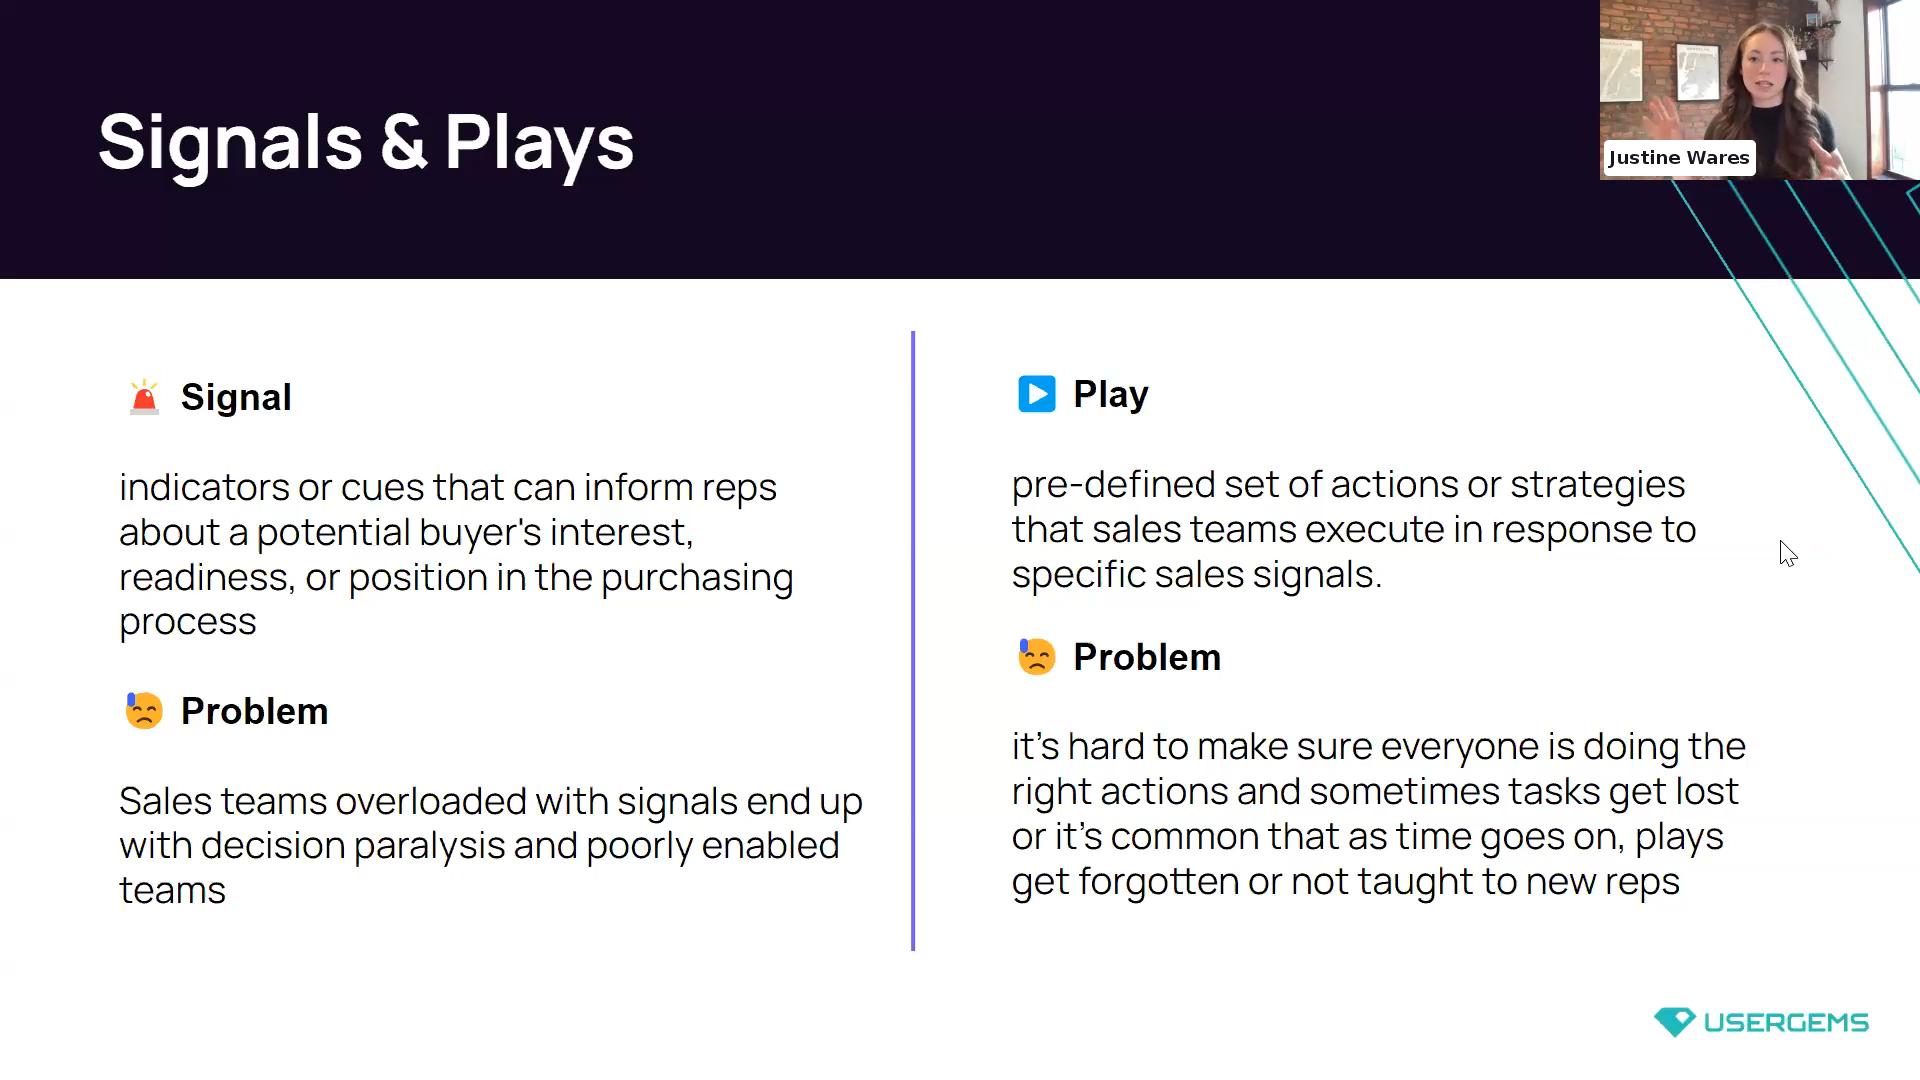 Signals & Plays
Justine Wares
Signal
indicators or cues that can inform reps
about a potential buyer's interest,
readiness, or position in the purchasing
process
Problem
Sales teams overloaded with signals end up
with decision paralysis and poorly enabled
teams
Play
pre-defined set of actions or strategies
that sales teams execute in response to
specific sales signals.
Problem
it’s hard to make sure everyone is doing the
right actions and sometimes tasks get lost
or it’s common that as time goes on, plays
get forgotten or not taught to new reps
USERGEMS